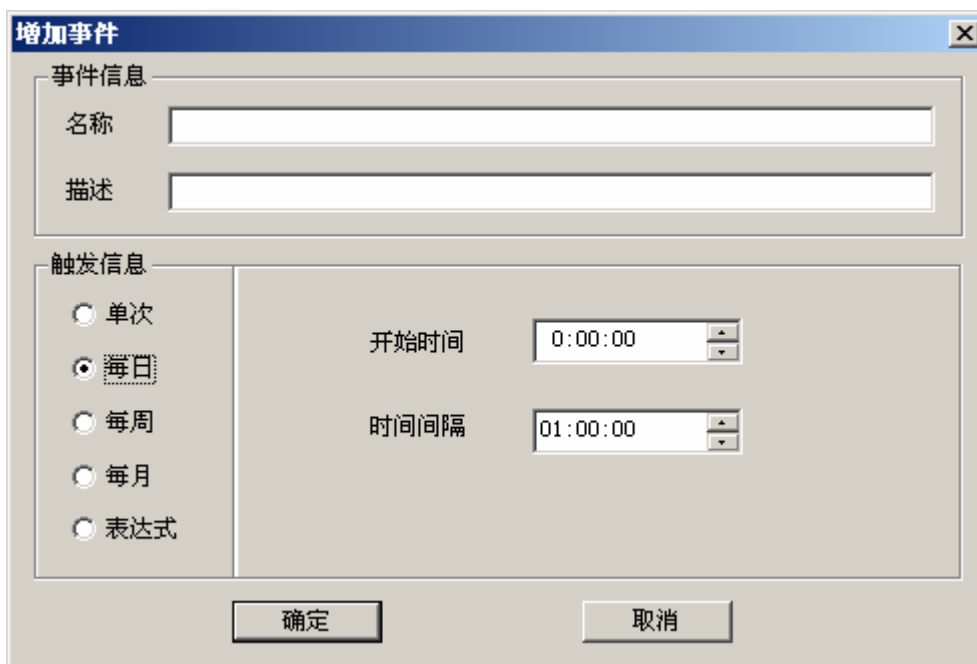 增加事件
事件信息
名称
描述
触发信息
单次
每日
每周
每月
表达式
开始时间 0:00:00
时间间隔 01:00:00
确定 取消